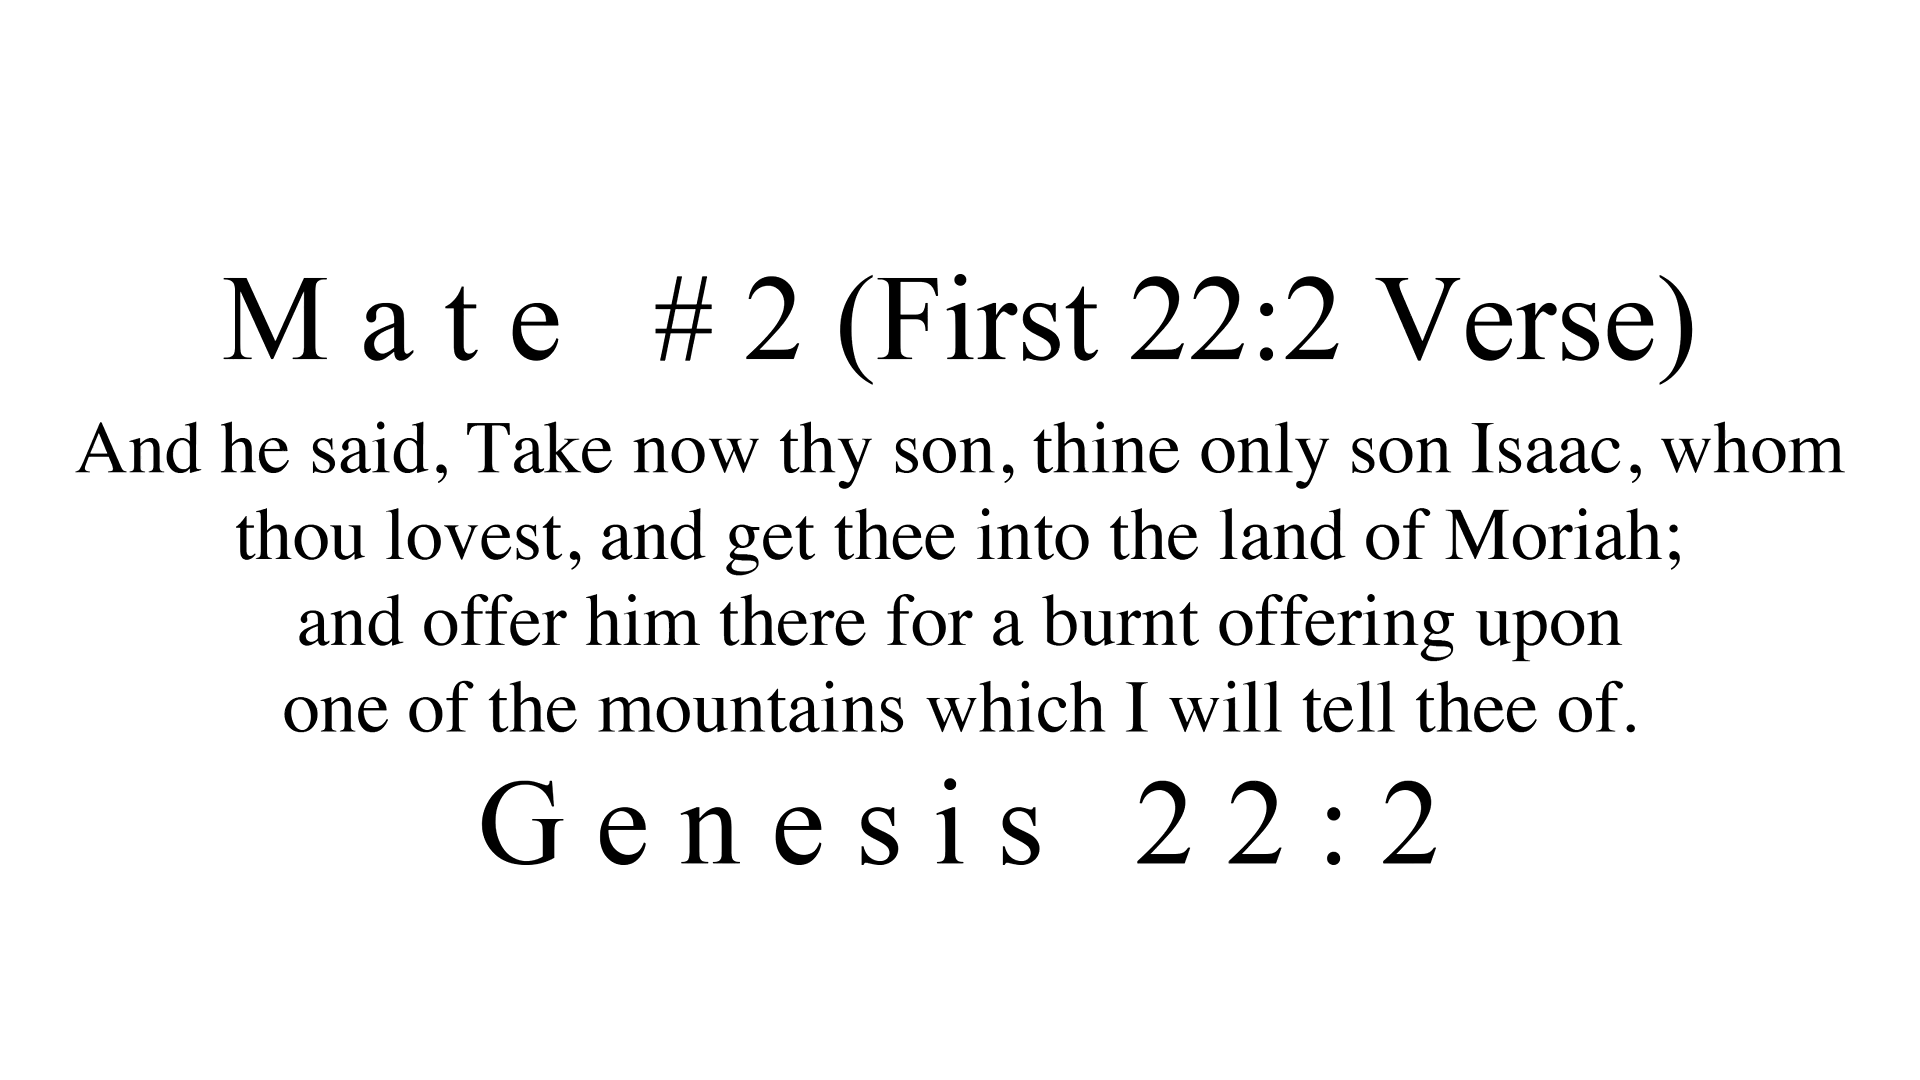 M a t e  # 2 (First 22:2 Verse)
And he said, Take now thy son, thine only son Isaac, whom
thou lovest, and get thee into the land of Moriah;
and offer him there for a burnt offering upon
one of the mountains which I will tell thee of.
G e n e s i s  2 2 : 2